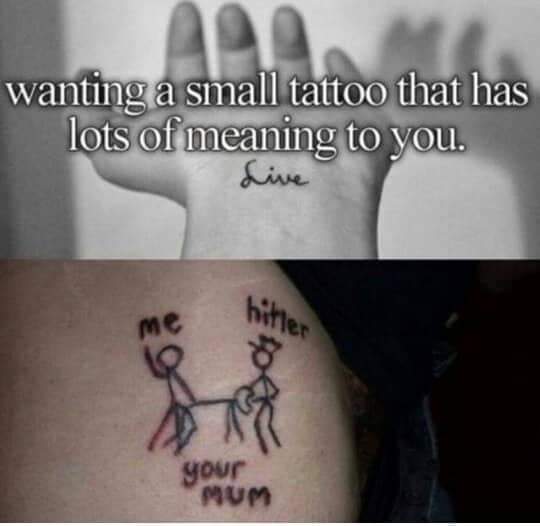 wanting a small tattoo that has
lots of meaning to you.
Live
me
hitler
your
mum